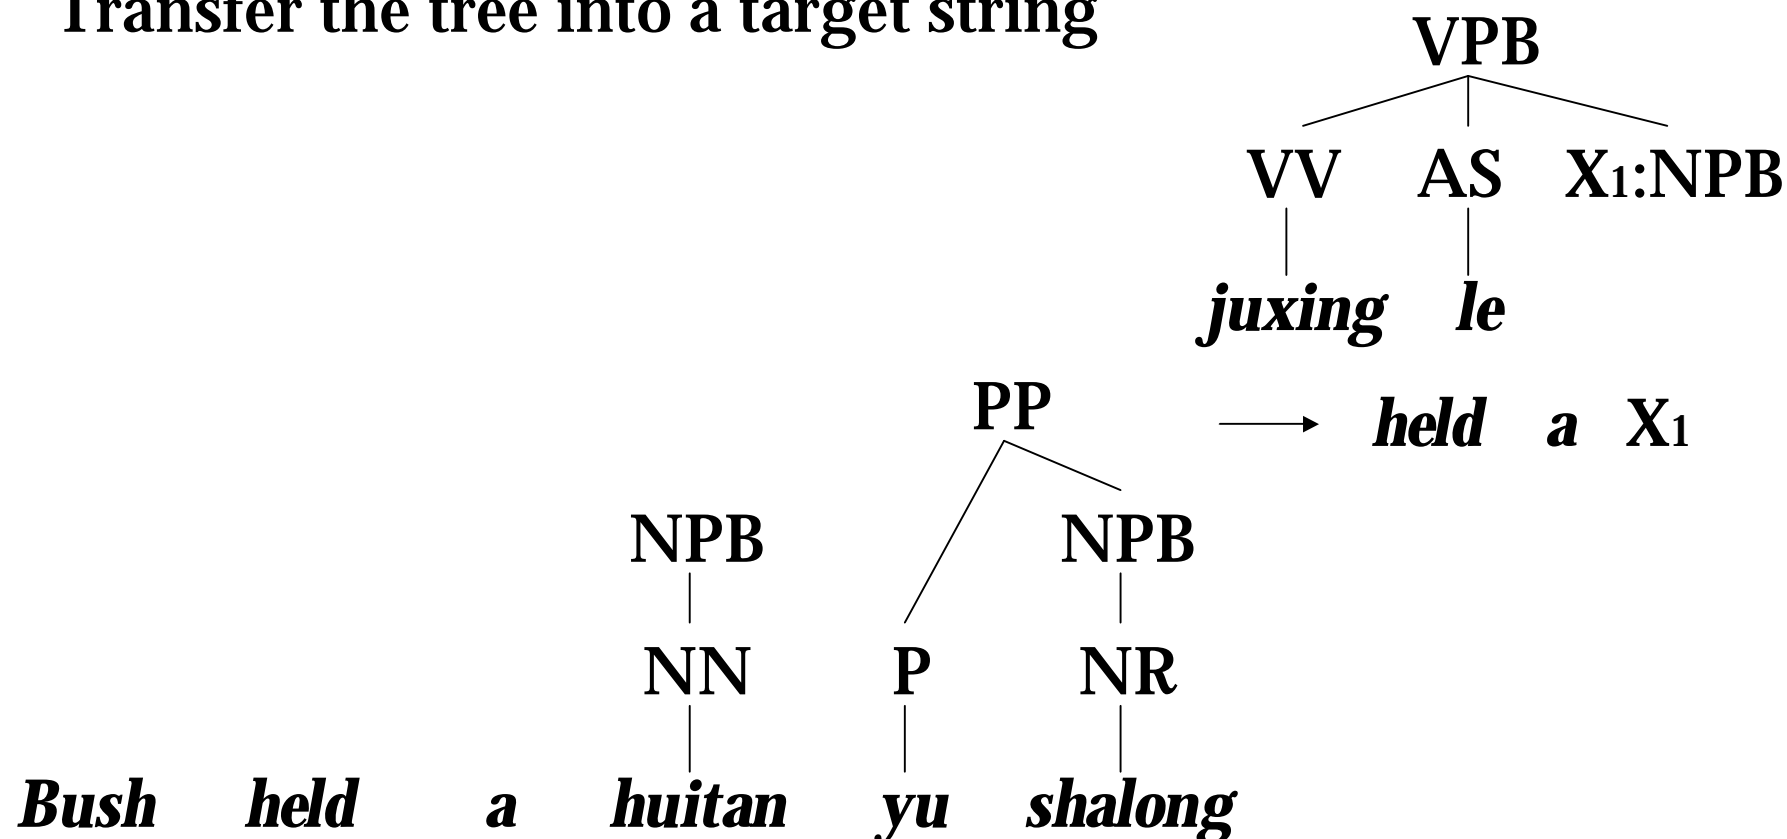 Transfer the tree into a target string
VPB
VV AS X1:NPB
juxing le
PP
held a X1
NPB NPB
NN P NR
Bush held a huitan yu shalong